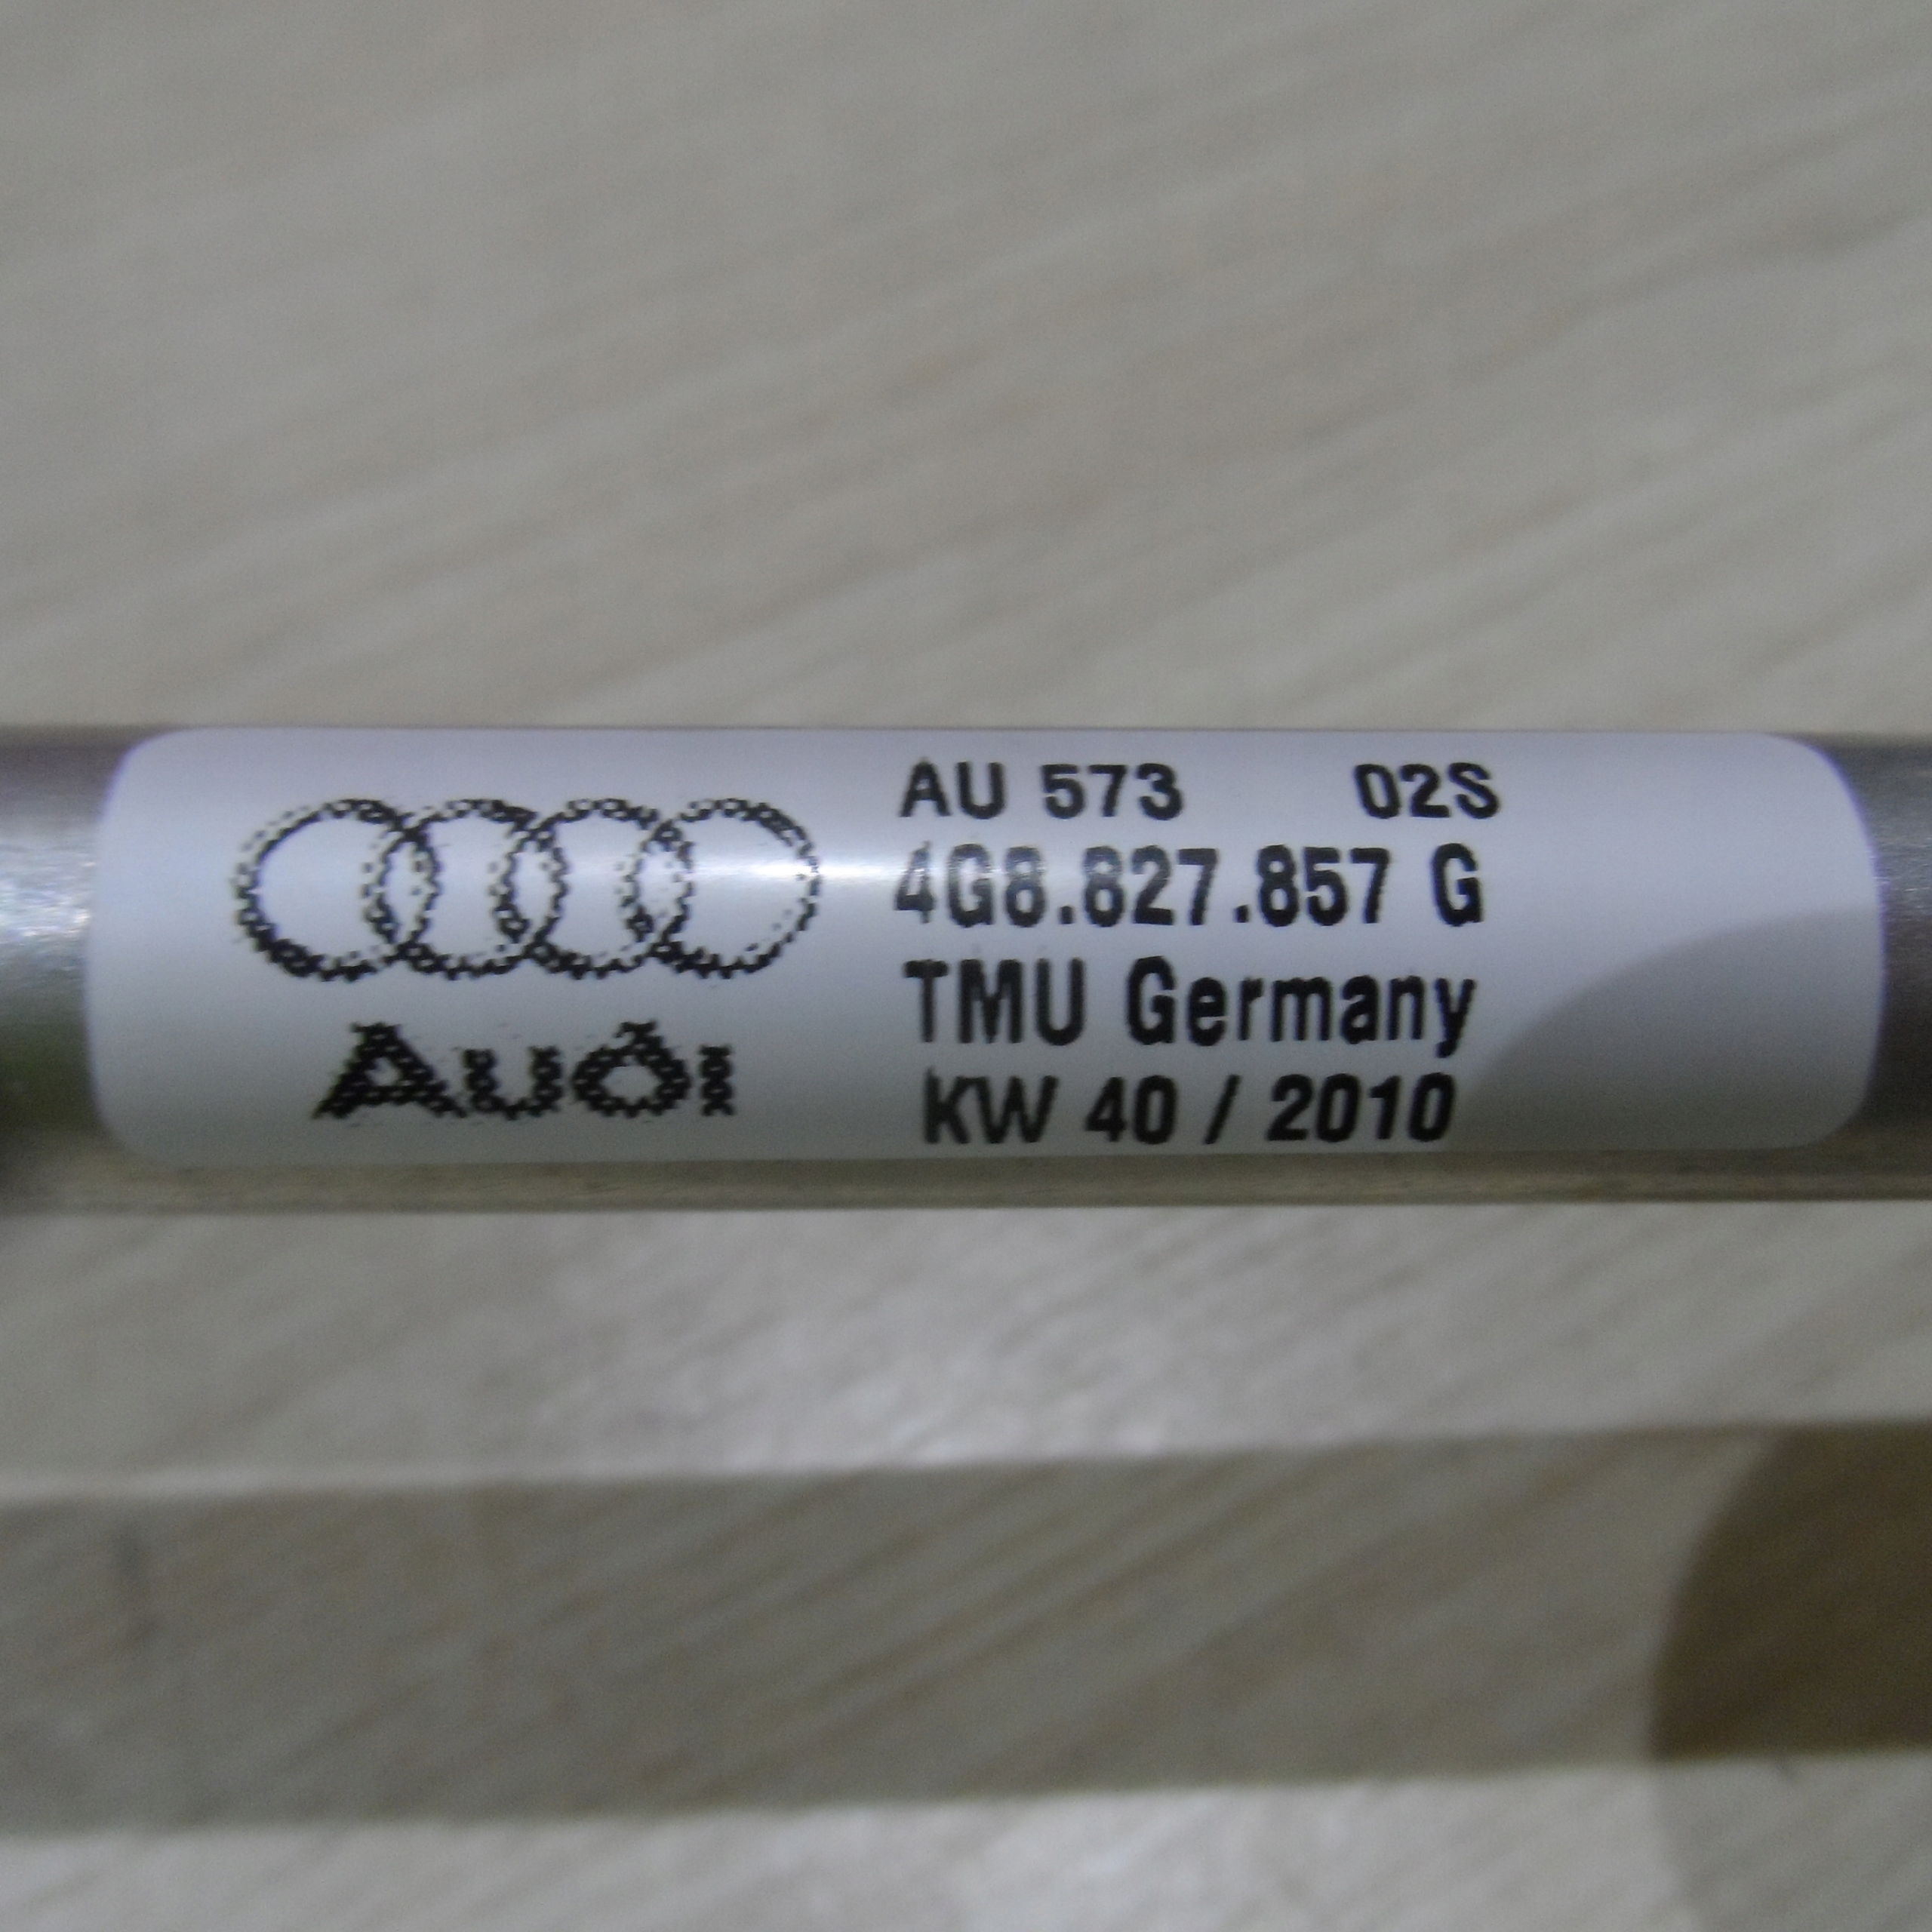 Audi
AU 573 02S
4G8.827.857 G
TMU Germany
KW 40 / 2010